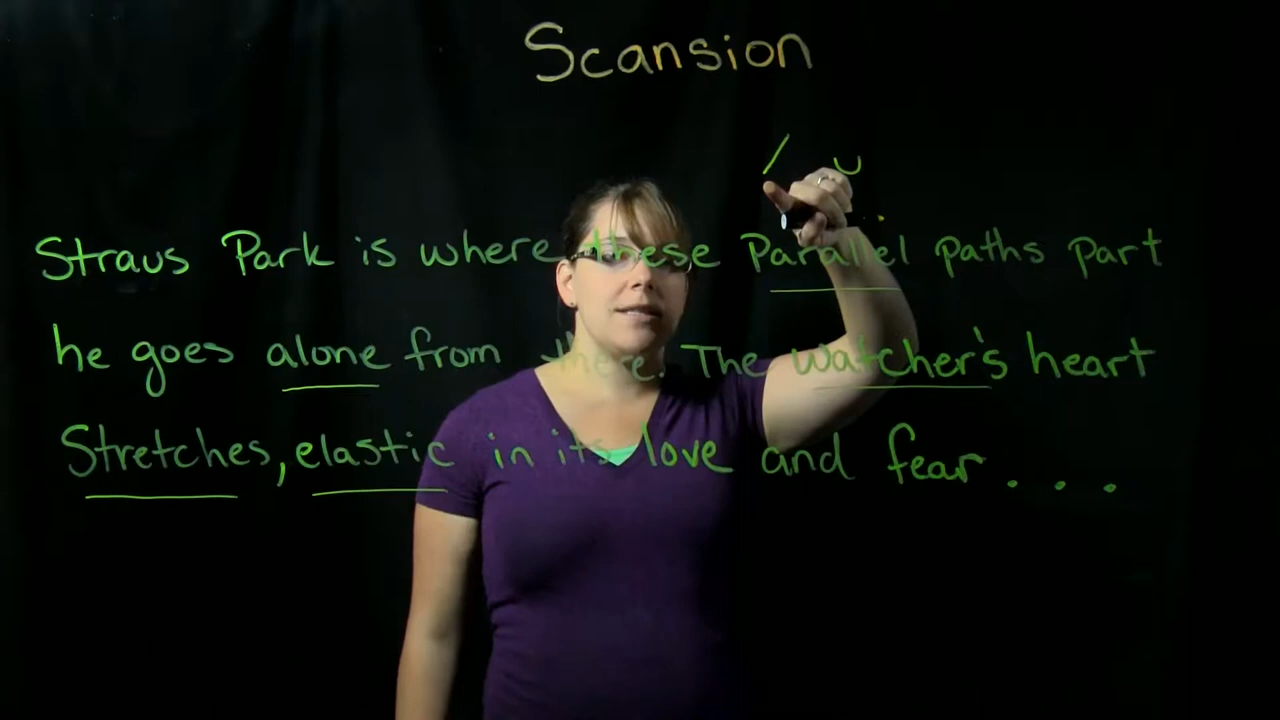 Scansion
/ u
Straus Park is where these Parallel paths part
he goes alone from there. The watcher's heart
Stretches, elastic in its love and fear...